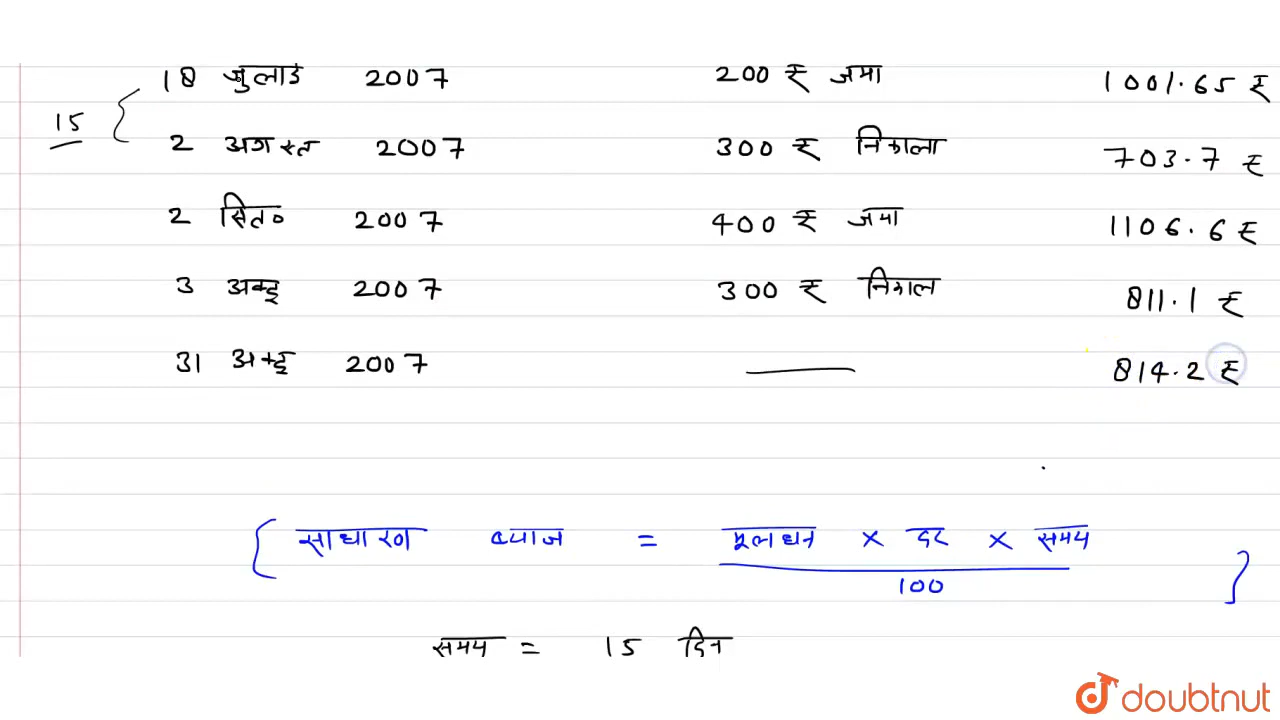 18 जुलाई 2007 200 ₹ जमा 1001.65 ₹
15
2 अगस्त 2007 300 ₹ निकाला 703.7 ₹
2 सित० 2007 400 ₹ जमा 1106.6 ₹
3 अक्टू 2007 300 ₹ निकाल 811.1 ₹
31 अक्टू 2007 — 814.2 ₹
{ साधारण ब्याज = मूलधन × दर × समय }
100
समय = 15 दिन
doubtnut